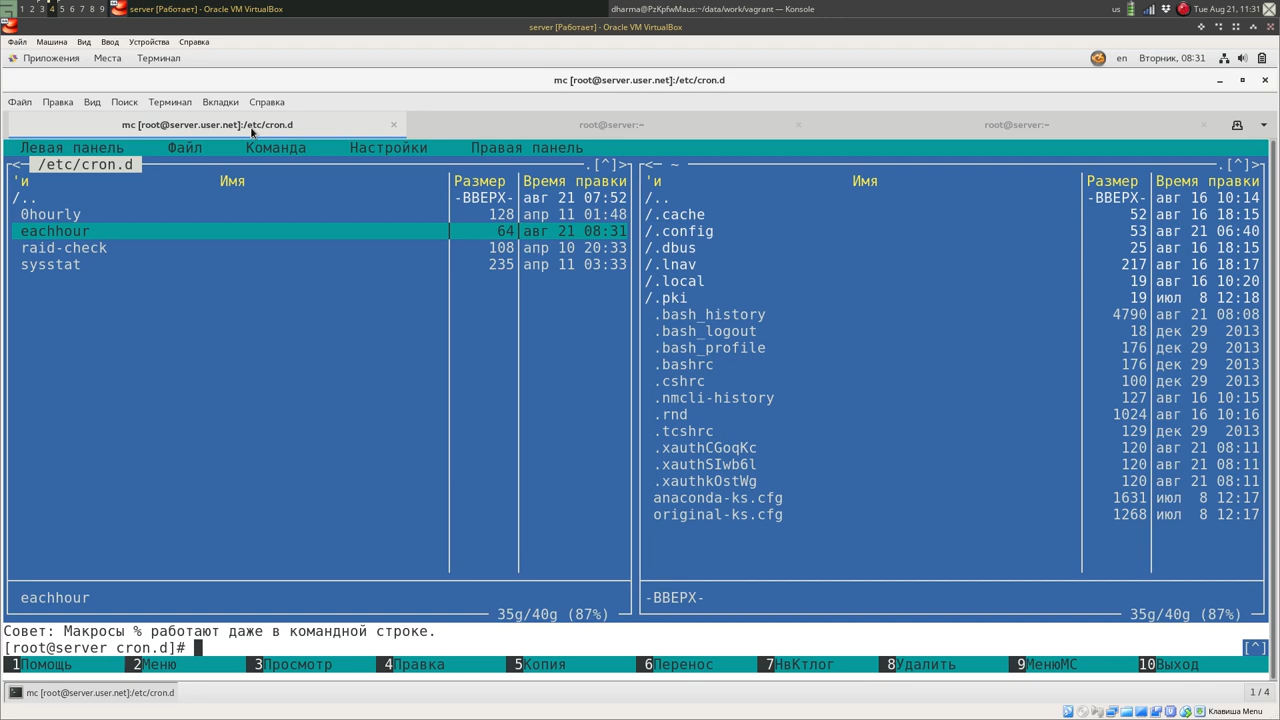 1 2 3 4 5 6 7 8 9 server [Работает] - Oracle VM VirtualBox dharma@PzKpfwMaus:~/data/work/vagrant — Konsole us Tue Aug 21, 11:31
server [Работает] - Oracle VM VirtualBox
Файл Машина Вид Ввод Устройства Справка
Приложения Места Терминал en Вторник, 08:31
mc [root@server.user.net]:/etc/cron.d
Файл Правка Вид Поиск Терминал Вкладки Справка
mc [root@server.user.net]:/etc/cron.d × root@server:~ × root@server:~ ×
Левая панель Файл Команда Настройки Правая панель
<─ /etc/cron.d .[^]> <─ ~ .[^]>
'и Имя Размер Время правки 'и Имя Размер Время правки
/.. -ВВЕРХ- авг 21 07:52 /.. -ВВЕРХ- авг 16 10:14
0hourly 128 апр 11 01:48 /.cache 52 авг 16 18:15
eachhour 64 авг 21 08:31 /.config 53 авг 21 06:40
raid-check 108 апр 10 20:33 /.dbus 25 авг 16 18:15
sysstat 235 апр 11 03:33 /.lnav 217 авг 16 18:17
/.local 19 авг 16 10:20
/.pki 19 июл 8 12:18
.bash_history 4790 авг 21 08:08
.bash_logout 18 дек 29 2013
.bash_profile 176 дек 29 2013
.bashrc 176 дек 29 2013
.cshrc 100 дек 29 2013
.nmcli-history 127 авг 16 10:15
.rnd 1024 авг 16 10:16
.tcshrc 129 дек 29 2013
.xauthCGoqKc 120 авг 21 08:11
.xauthSIwb6l 120 авг 21 08:11
.xauthkOstWg 120 авг 21 08:11
anaconda-ks.cfg 1631 июл 8 12:17
original-ks.cfg 1268 июл 8 12:17
eachhour -ВВЕРХ-
35g/40g (87%) 35g/40g (87%)
Совет: Макросы % работают даже в командной строке.
[root@server cron.d]# [^]
1Помощь 2Меню 3Просмотр 4Правка 5Копия 6Перенос 7НвКтлог 8Удалить 9МенюMC 10Выход
mc [root@server.user.net]:/etc/cron.d 1 / 4
Клавиша Menu